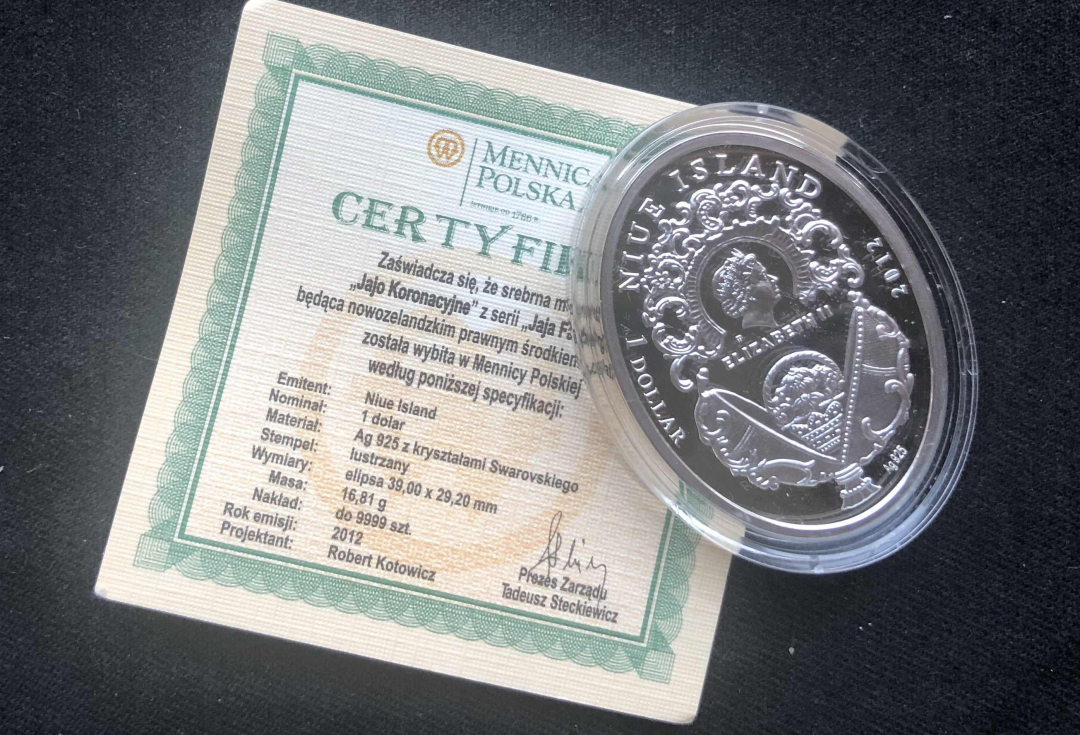 MENNICA
POLSKA
CERTYFIK
Zaświadcza się, że srebrna
„Jajo Koronacyjne” z serii „Jaja
będąca nowozelandzkim prawnym środkiem
została wybita w Mennicy Polskiej
według poniższej specyfikacji:
Emitent: Niue Island
Nominał: 1 dolar
Materiał: Ag 925 z kryształami Swarovskiego
Stempel: lustrzany
Wymiary: elipsa 39,00 x 29,20 mm
Masa: 16,81 g
Nakład: do 9999 szt.
Rok emisji: 2012
Projektant: Robert Kotowicz
Prezes Zarządu
Tadeusz Steckiewicz
NIUE ISLAND
2012
ELIZABETH II
1 DOLLAR
Ag 925